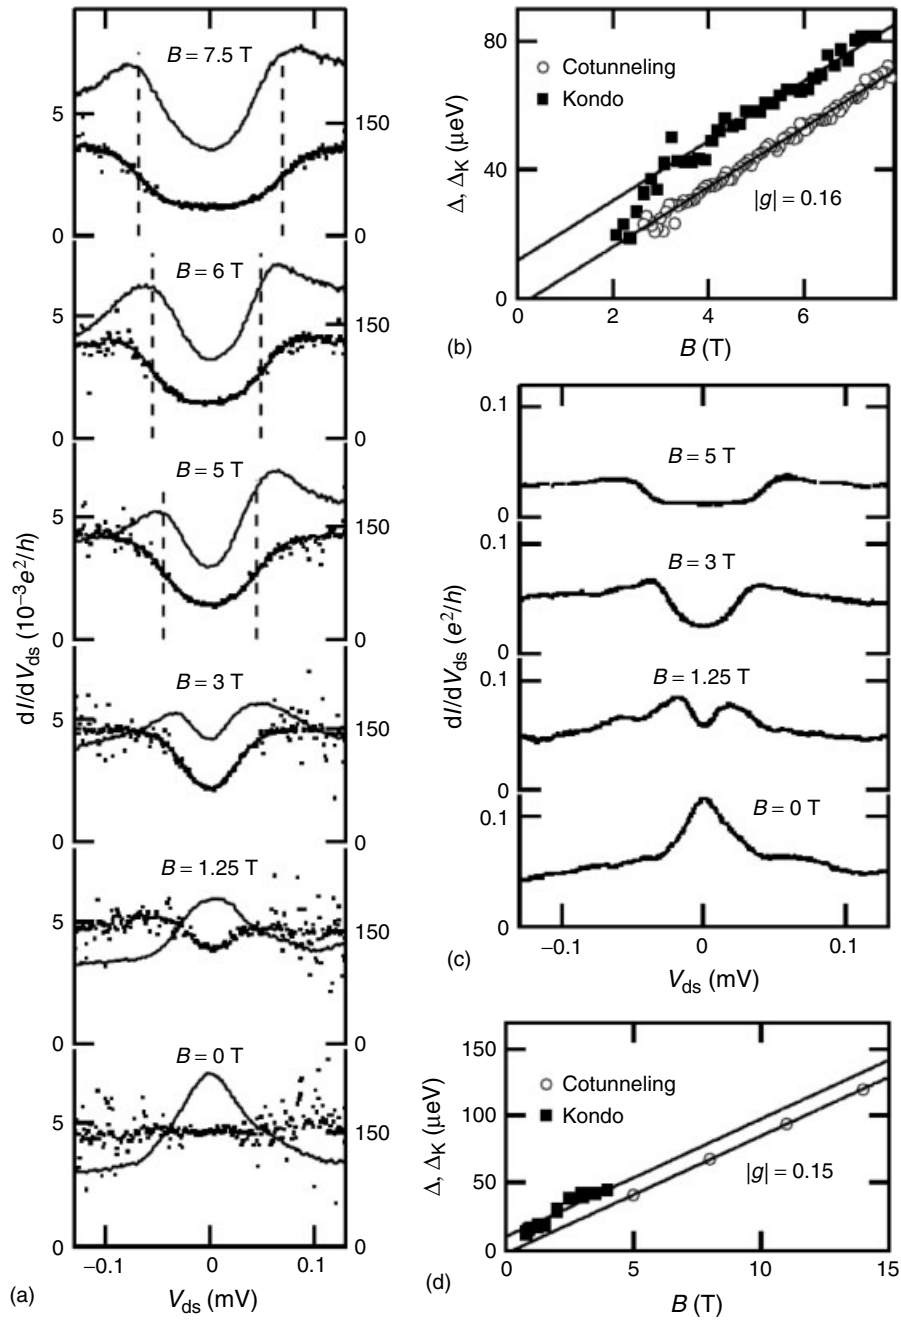 B = 7.5 T
5
150
0
0
B = 6 T
5
150
0
0
B = 5 T
5
150
0
0
dI/dVds (10−3e2/h)
B = 3 T
5
150
0
0
B = 1.25 T
5
150
0
0
B = 0 T
5
150
0
0
−0.1
0
0.1
(a)
Vds (mV)
80
40
0
Cotunneling
Kondo
Δ, ΔK (μeV)
|g| = 0.16
0
2
4
6
(b)
B (T)
0.1
B = 5 T
0
0.1
B = 3 T
0
dI/dVds (e2/h)
0.1
B = 1.25 T
0
0.1
B = 0 T
0
−0.1
0
0.1
(c)
Vds (mV)
150
100
50
0
Cotunneling
Kondo
Δ, ΔK (μeV)
|g| = 0.15
0
5
10
15
(d)
B (T)